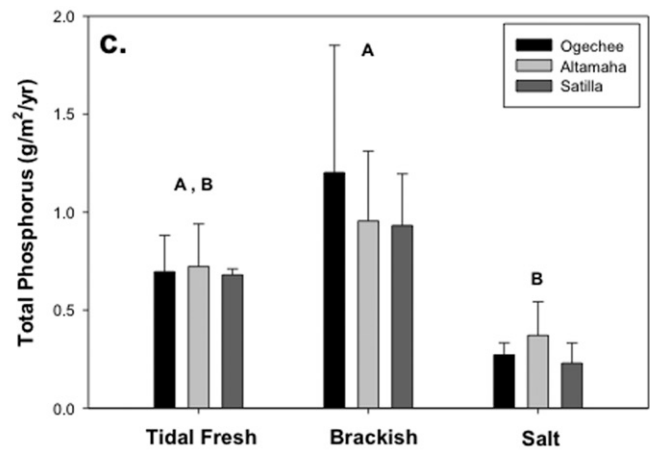 2.0
c.
A
Ogechee
Altamaha
Satilla
1.5
A , B
1.0
B
0.5
0.0
Total Phosphorus (g/m²/yr)
Tidal Fresh
Brackish
Salt